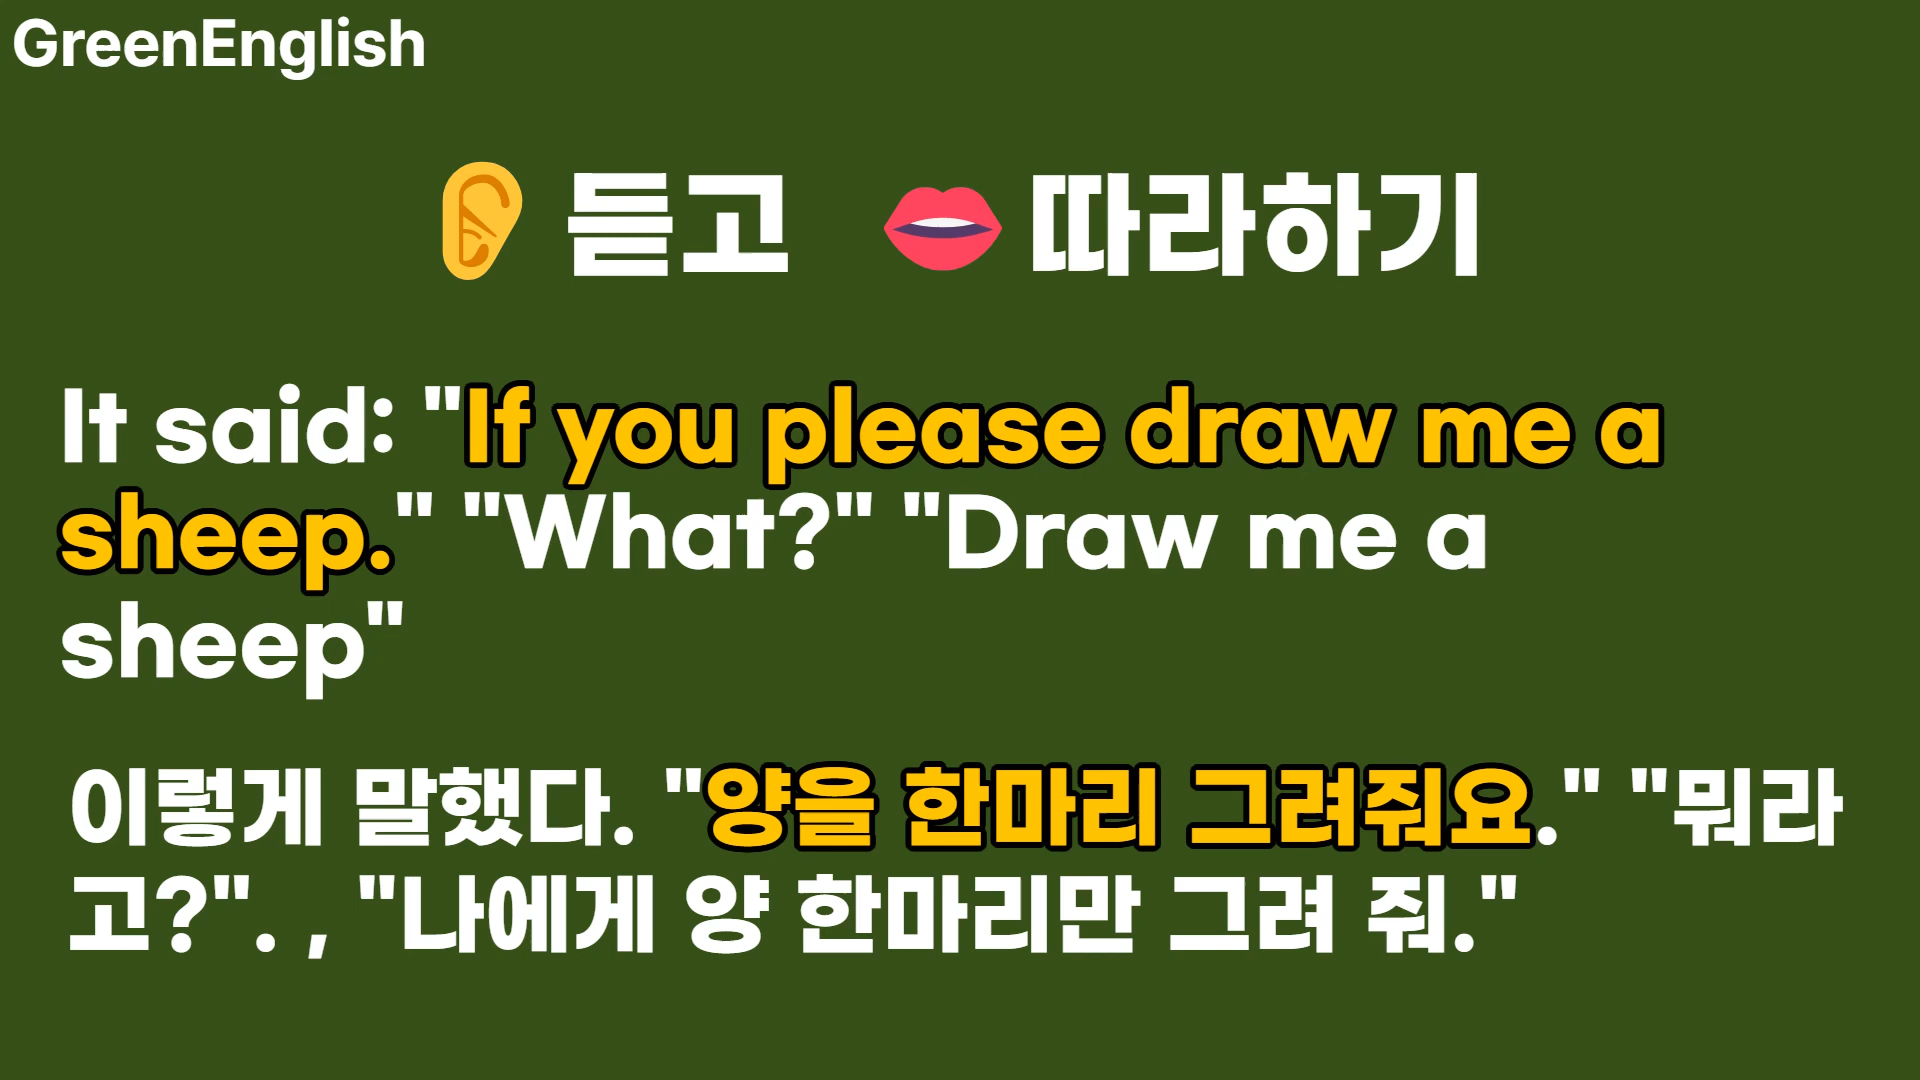 GreenEnglish
듣고 따라하기
It said: "If you please draw me a
sheep." "What?" "Draw me a
sheep"
이렇게 말했다. "양을 한마리 그려줘요." "뭐라
고?". , "나에게 양 한마리만 그려 줘."